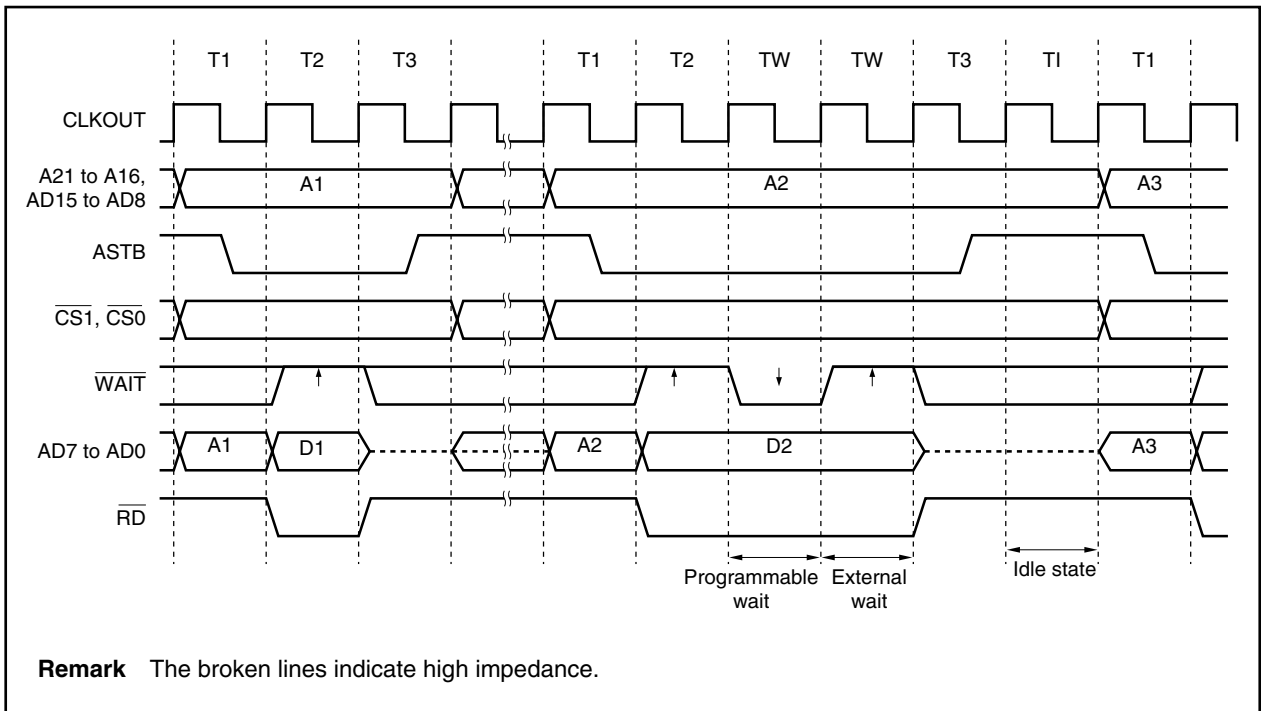 T1 T2 T3 T1 T2 TW TW T3 TI T1
CLKOUT
A21 to A16,
AD15 to AD8
A1 A2 A3
ASTB
CS1, CS0
WAIT
AD7 to AD0
A1 D1 A2 D2 A3
RD
Programmable
wait
External
wait
Idle state
Remark The broken lines indicate high impedance.